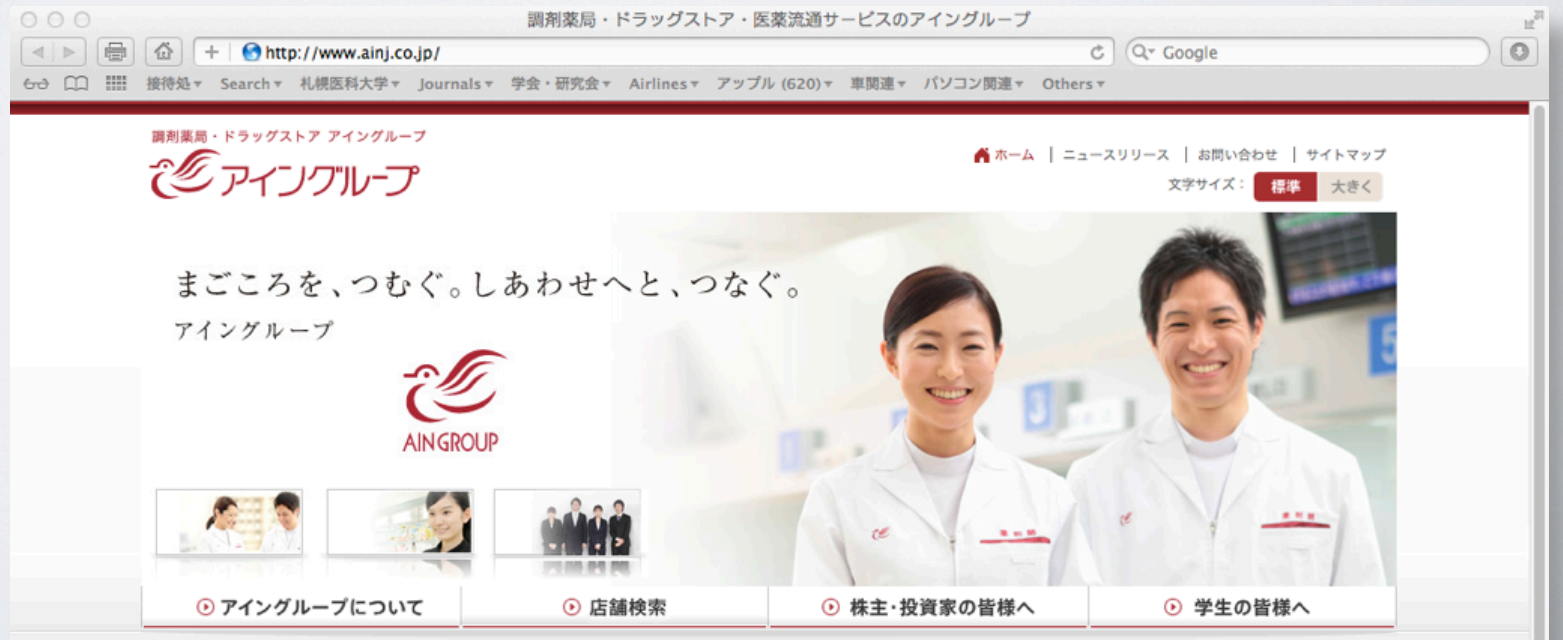 調剤薬局・ドラッグストア・医薬流通サービスのアイングループ
http://www.ainj.co.jp/
Google
接待処 Search 札幌医科大学 Journals 学会・研究会 Airlines アップル (620) 車関連 パソコン関連 Others
調剤薬局・ドラッグストア アイングループ
アイングループ
ホーム | ニュースリリース | お問い合わせ | サイトマップ
文字サイズ： 標準 大きく
まごころを、つむぐ。しあわせへと、つなぐ。
アイングループ
AIN GROUP
3
5
薬剤師
薬剤師
アイングループについて
店舗検索
株主・投資家の皆様へ
学生の皆様へ